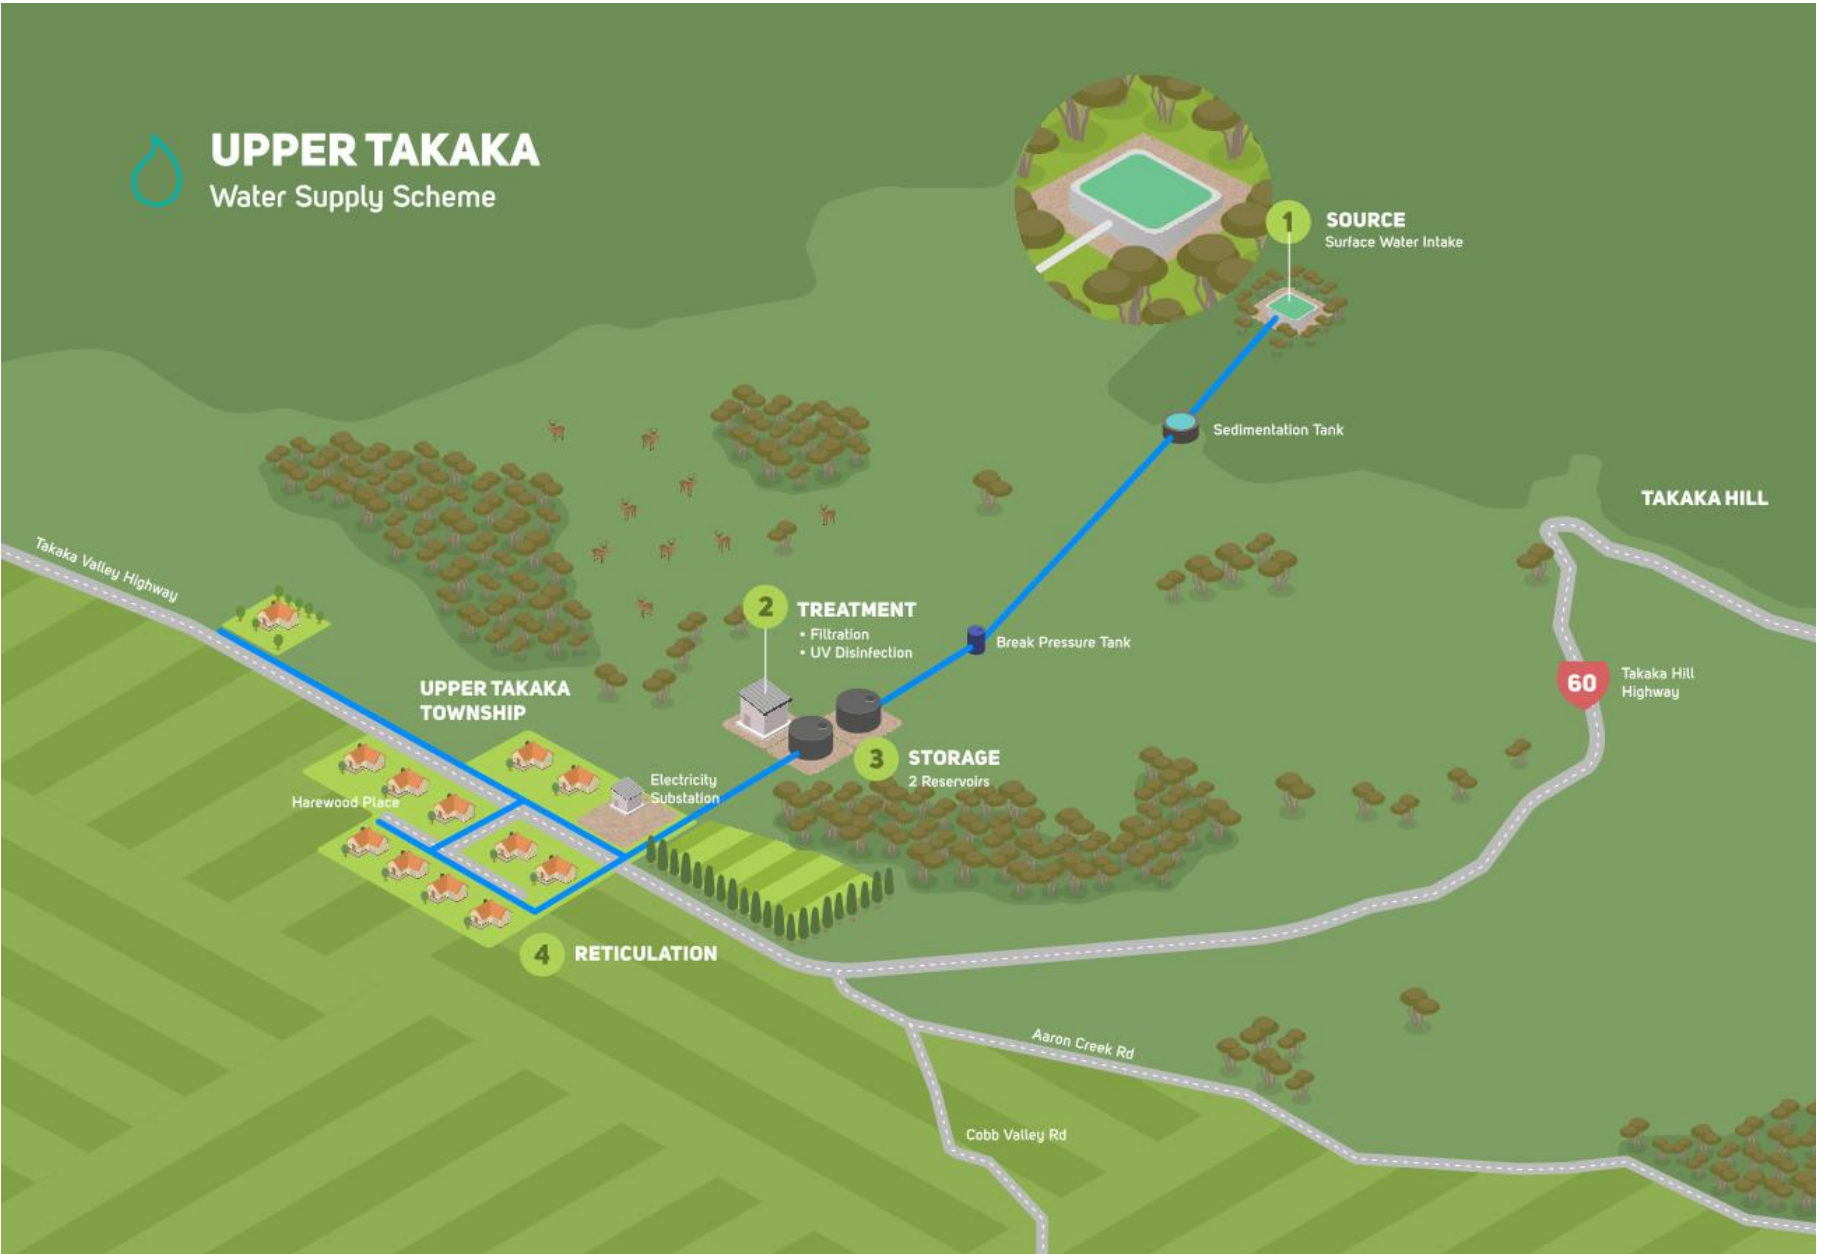 UPPER TAKAKA
Water Supply Scheme
1
SOURCE
Surface Water Intake
Sedimentation Tank
TAKAKA HILL
Takaka Valley Highway
2
TREATMENT
• Filtration
• UV Disinfection
Break Pressure Tank
60
Takaka Hill
Highway
UPPER TAKAKA
TOWNSHIP
3
STORAGE
2 Reservoirs
Electricity
Substation
Harewood Place
4
RETICULATION
Aaron Creek Rd
Cobb Valley Rd